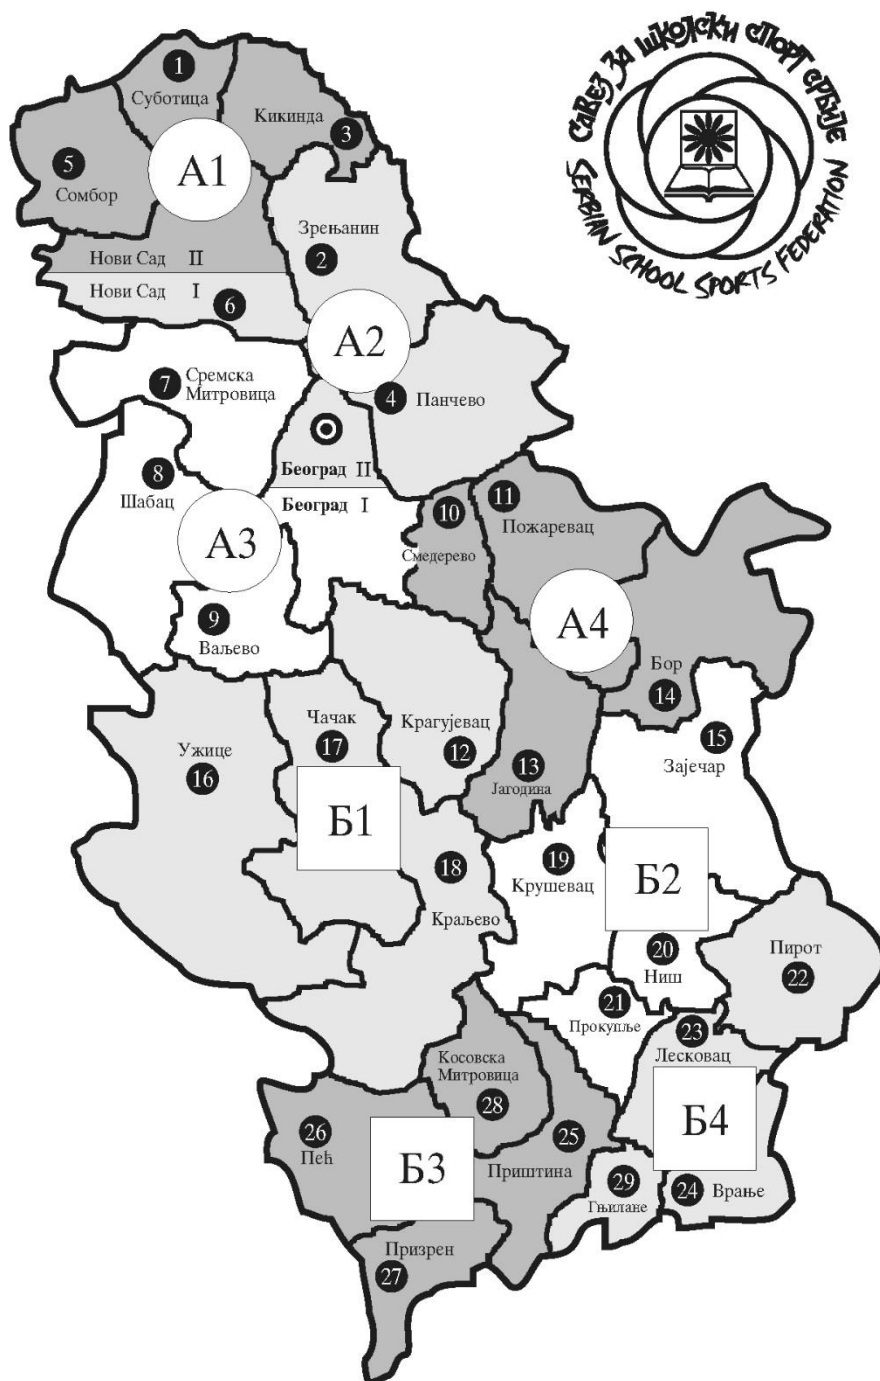 САВЕЗ ЗА ШКОЛСКИ СПОРТ СРБИЈЕ
SERBIAN SCHOOL SPORTS FEDERATION
1
Суботица
Кикинда
3
5
Сомбор
А1
Зрењанин
2
Нови Сад II
Нови Сад I
6
А2
7
Сремска
Митровица
4
Панчево
Београд II
Београд I
8
Шабац
А3
10
Смедерево
11
Пожаревац
9
Ваљево
А4
Бор
14
Чачак
17
Крагујевац
12
15
Зајечар
Ужице
16
13
Јагодина
Б1
18
Краљево
19
Крушевац
Б2
20
Ниш
Пирот
22
21
Прокупље
23
Лесковац
Косовска
Митровица
28
26
Пећ
Б3
25
Приштина
Б4
29
Гњилане
24
Врање
Призрен
27